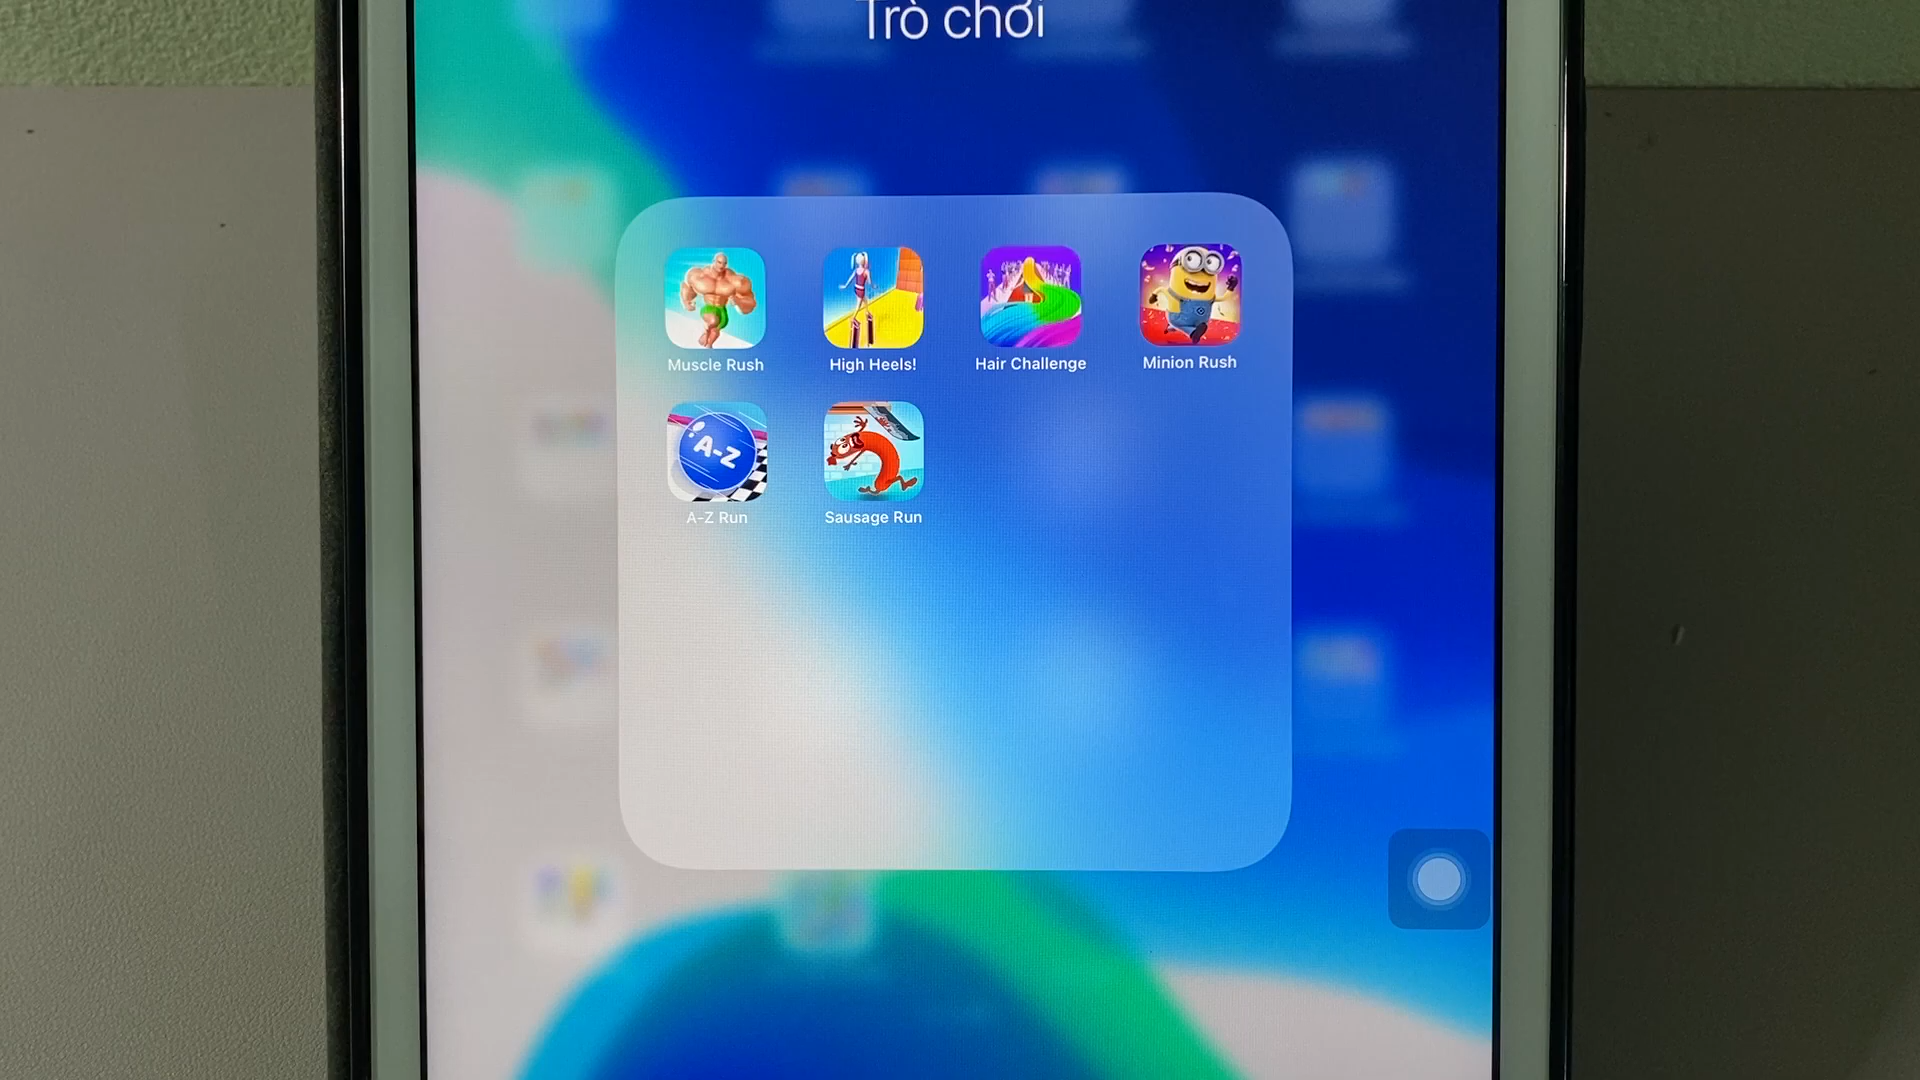 Trò chơi
Muscle Rush
High Heels!
Hair Challenge
Minion Rush
A-Z
A-Z Run
Sausage Run